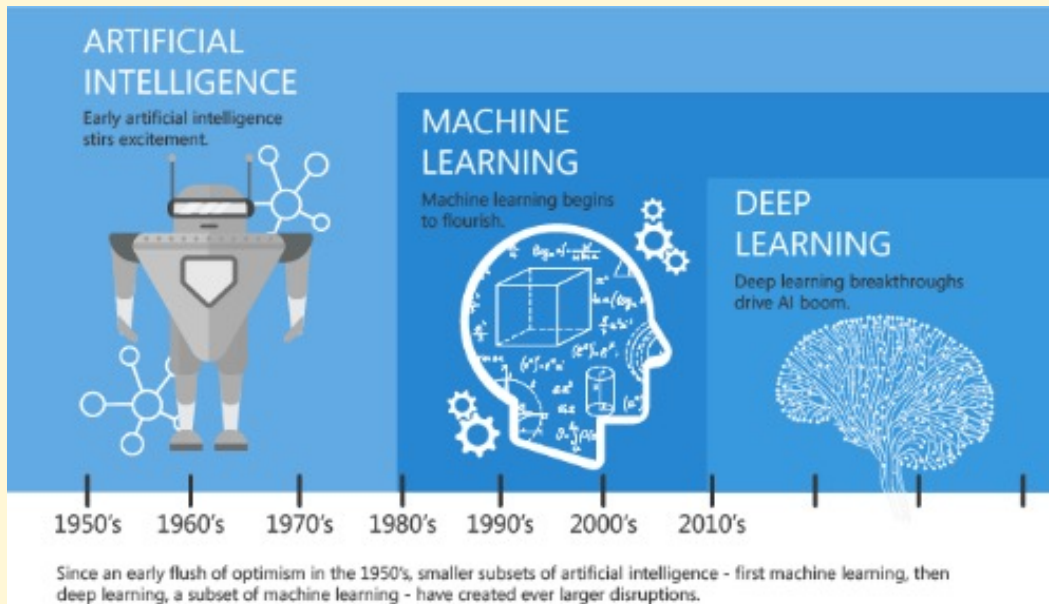 ARTIFICIAL
INTELLIGENCE
Early artificial intelligence
stirs excitement.
MACHINE
LEARNING
Machine learning begins
to flourish.
DEEP
LEARNING
Deep learning breakthroughs
drive AI boom.
1950's 1960's 1970's 1980's 1990's 2000's 2010's
Since an early flush of optimism in the 1950's, smaller subsets of artificial intelligence - first machine learning, then
deep learning, a subset of machine learning - have created ever larger disruptions.